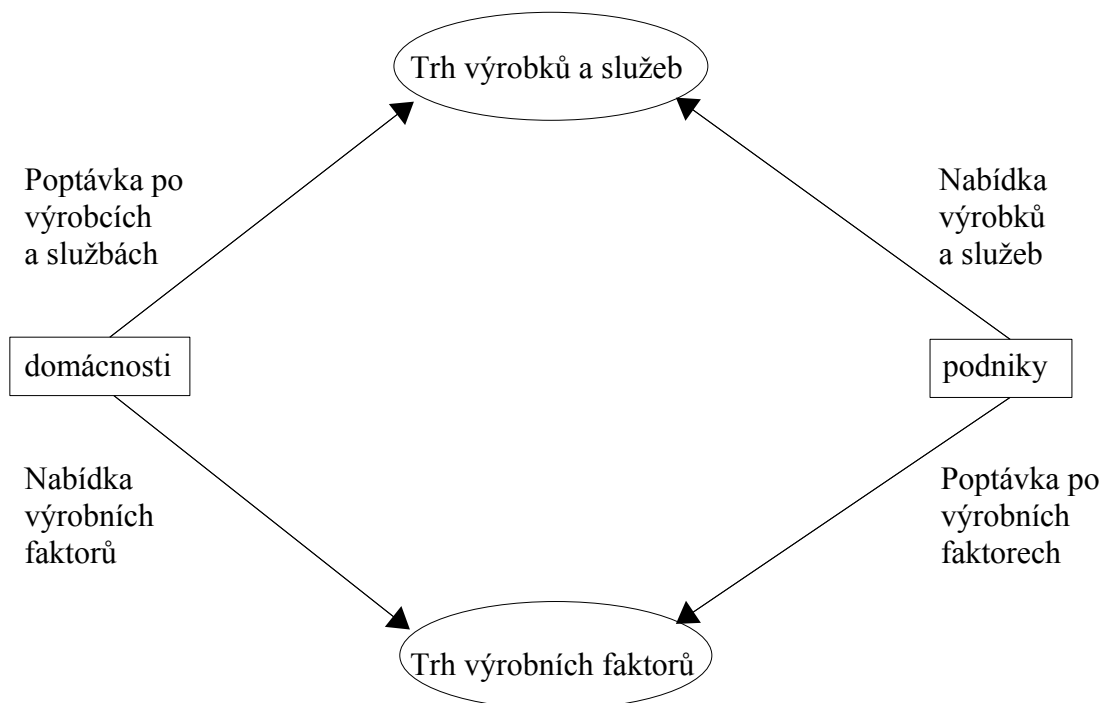 Trh výrobků a služeb
Poptávka po
výrobcích
a službách
Nabídka
výrobků
a služeb
domácnosti
podniky
Nabídka
výrobních
faktorů
Poptávka po
výrobních
faktorech
Trh výrobních faktorů